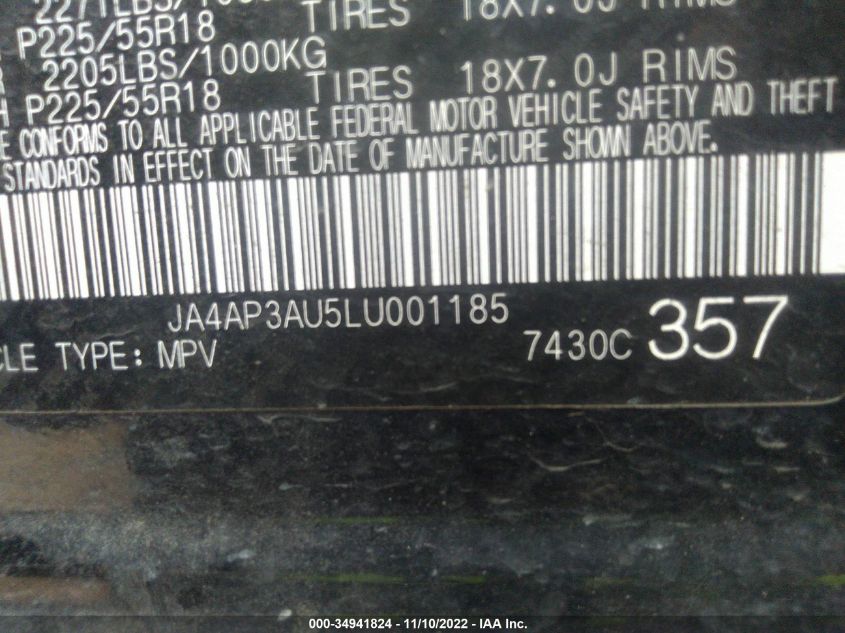 TIRES 18X7.0J
P225/55R18
2205LBS/1000KG TIRES 18X7.0J RIMS
P225/55R18
CONFORMS TO ALL APPLICABLE FEDERAL MOTOR VEHICLE SAFETY AND THEFT
STANDARDS IN EFFECT ON THE DATE OF MANUFACTURE SHOWN ABOVE.
JA4AP3AU5LU001185
CLE TYPE: MPV 7430C 357
000-34941824 — 11/10/2022 — IAA Inc.